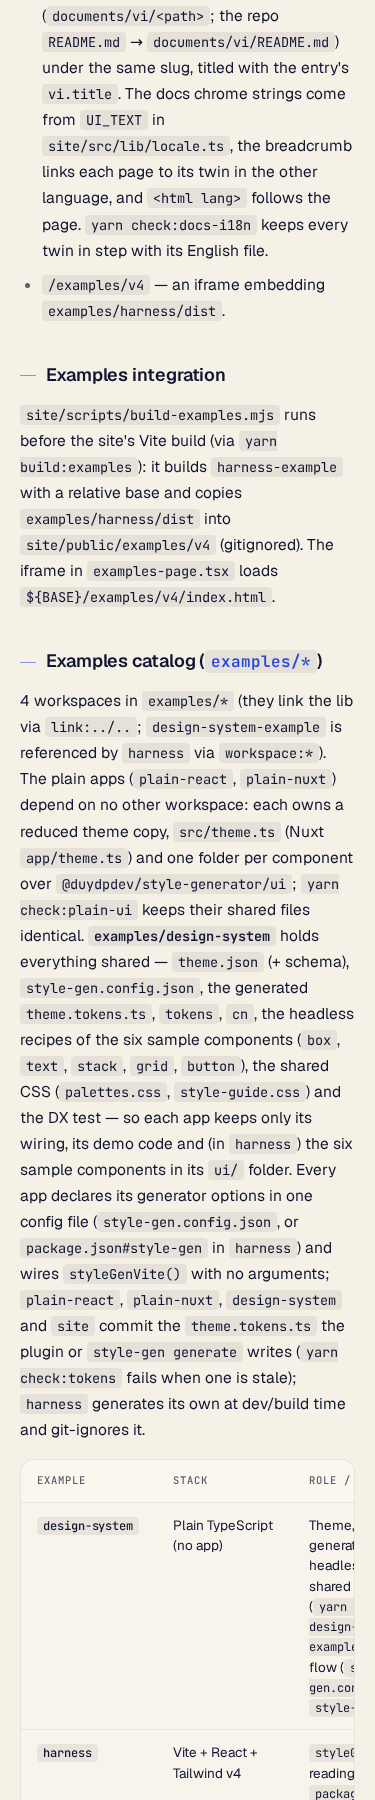 ( documents/vi/<path> ; the repo
README.md → documents/vi/README.md )
under the same slug, titled with the entry's
vi.title . The docs chrome strings come
from UI_TEXT in
site/src/lib/locale.ts , the breadcrumb
links each page to its twin in the other
language, and <html lang> follows the
page. yarn check:docs-i18n keeps every
twin in step with its English file.
• /examples/v4 — an iframe embedding
examples/harness/dist .
— Examples integration
site/scripts/build-examples.mjs runs
before the site's Vite build (via yarn
build:examples ): it builds harness-example
with a relative base and copies
examples/harness/dist into
site/public/examples/v4 (gitignored). The
iframe in examples-page.tsx loads
${BASE}/examples/v4/index.html .
— Examples catalog ( examples/* )
4 workspaces in examples/* (they link the lib
via link:../.. ; design-system-example is
referenced by harness via workspace:* ).
The plain apps ( plain-react , plain-nuxt )
depend on no other workspace: each owns a
reduced theme copy, src/theme.ts (Nuxt
app/theme.ts ) and one folder per component
over @duydpdev/style-generator/ui ; yarn
check:plain-ui keeps their shared files
identical. examples/design-system holds
everything shared — theme.json (+ schema),
style-gen.config.json , the generated
theme.tokens.ts , tokens , cn , the headless
recipes of the six sample components ( box ,
text , stack , grid , button ), the shared
CSS ( palettes.css , style-guide.css ) and
the DX test — so each app keeps only its
wiring, its demo code and (in harness ) the six
sample components in its ui/ folder. Every
app declares its generator options in one
config file ( style-gen.config.json , or
package.json#style-gen in harness ) and
wires styleGenVite() with no arguments;
plain-react , plain-nuxt , design-system
and site commit the theme.tokens.ts the
plugin or style-gen generate writes ( yarn
check:tokens fails when one is stale);
harness generates its own at dev/build time
and git-ignores it.
EXAMPLE STACK ROLE /
design-system Plain TypeScript Theme,
(no app) generat
headles
shared
( yarn
design-
example
flow ( s
gen.con
style-
harness Vite + React + styleG
Tailwind v4 reading
packag